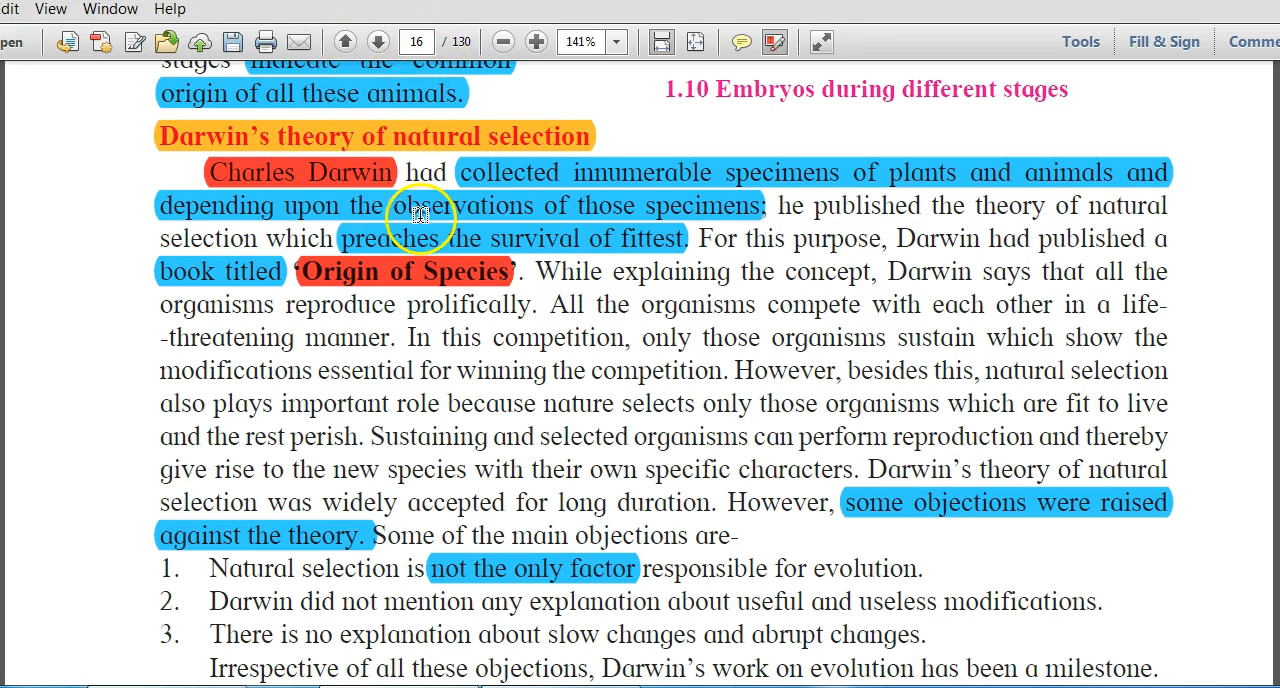 dit View Window Help
pen 16 / 130 141% Tools Fill & Sign Comme
stages indicate the common
origin of all these animals.
1.10 Embryos during different stages
Darwin's theory of natural selection
Charles Darwin had collected innumerable specimens of plants and animals and
depending upon the observations of those specimens; he published the theory of natural
selection which preaches the survival of fittest. For this purpose, Darwin had published a
book titled ‘Origin of Species’. While explaining the concept, Darwin says that all the
organisms reproduce prolifically. All the organisms compete with each other in a life-
-threatening manner. In this competition, only those organisms sustain which show the
modifications essential for winning the competition. However, besides this, natural selection
also plays important role because nature selects only those organisms which are fit to live
and the rest perish. Sustaining and selected organisms can perform reproduction and thereby
give rise to the new species with their own specific characters. Darwin’s theory of natural
selection was widely accepted for long duration. However, some objections were raised
against the theory. Some of the main objections are-
1. Natural selection is not the only factor responsible for evolution.
2. Darwin did not mention any explanation about useful and useless modifications.
3. There is no explanation about slow changes and abrupt changes.
Irrespective of all these objections, Darwin’s work on evolution has been a milestone.